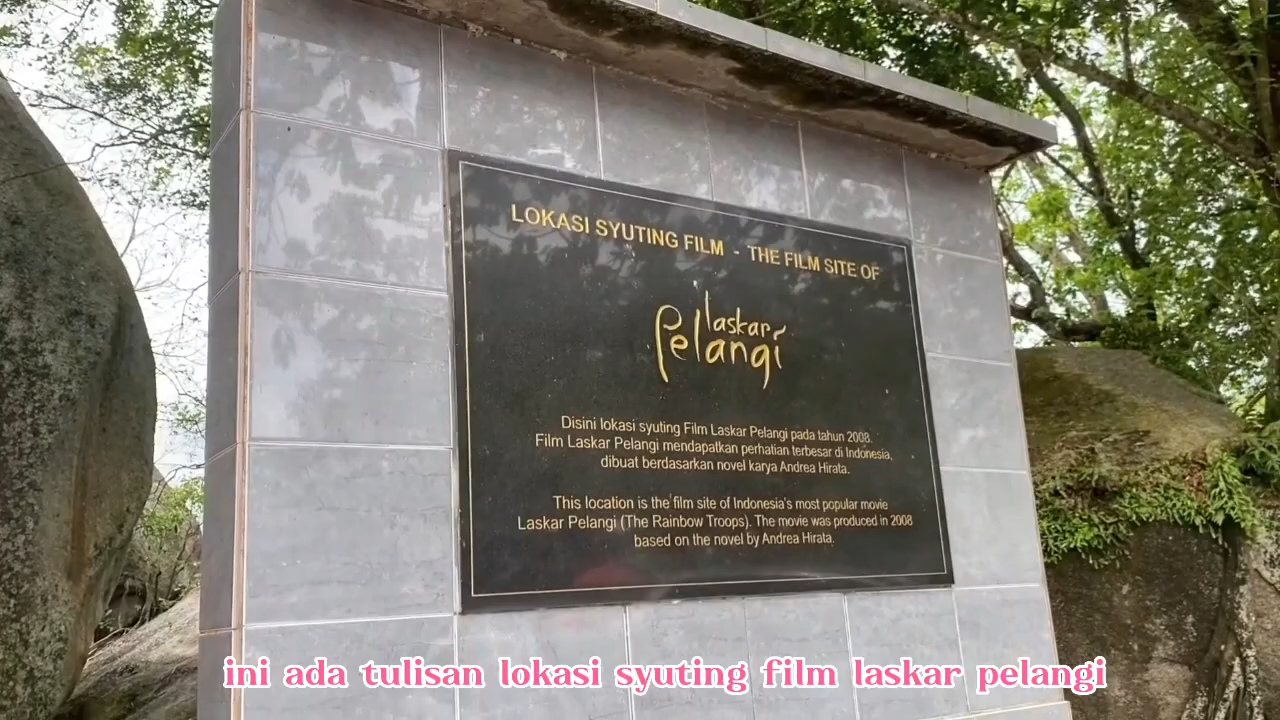 LOKASI SYUTING FILM - THE FILM SITE OF
laskar
Pelangi
Disini lokasi syuting Film Laskar Pelangi pada tahun 2008.
Film Laskar Pelangi mendapatkan perhatian terbesar di Indonesia,
dibuat berdasarkan novel karya Andrea Hirata.
This location is the film site of Indonesia's most popular movie
Laskar Pelangi (The Rainbow Troops). The movie was produced in 2008
based on the novel by Andrea Hirata.
ini ada tulisan lokasi syuting film laskar pelangi